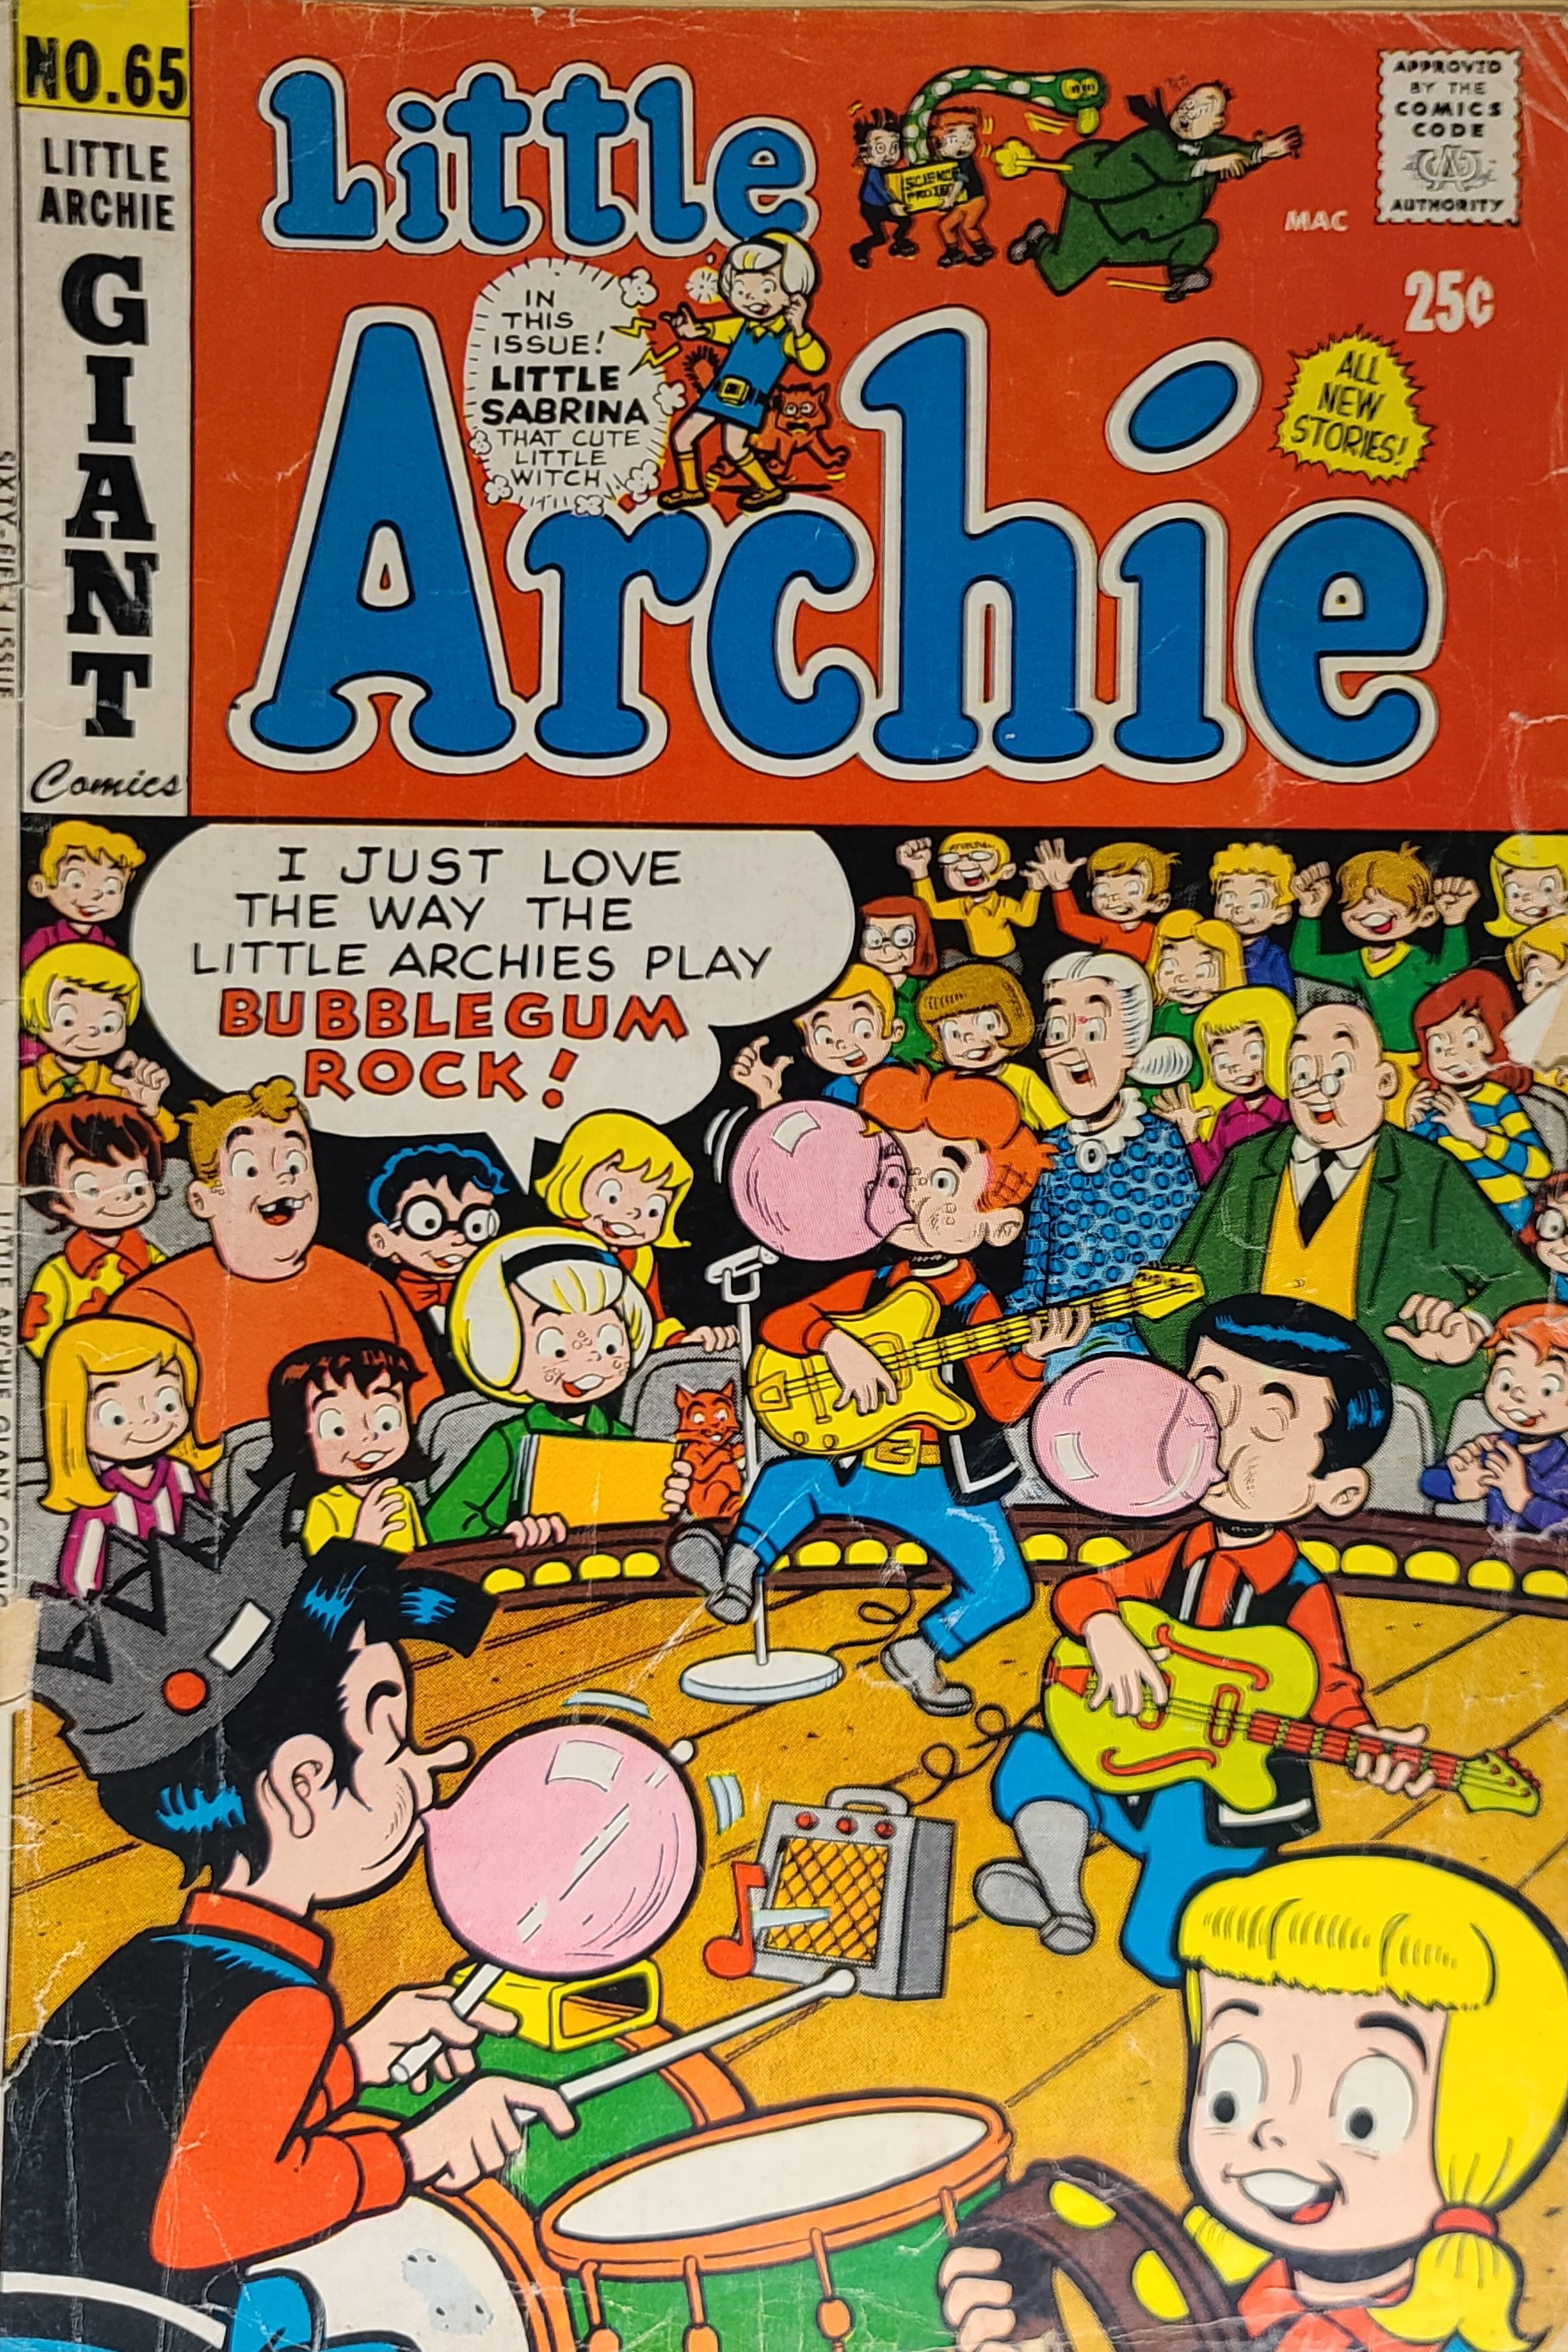 NO.65
LITTLE
ARCHIE
GIANT
Comics
Little
Archie
SCIENCE
PROJECT
MAC
APPROVED
BY THE
COMICS
CODE
CA
AUTHORITY
25¢
IN
THIS
ISSUE!
LITTLE
SABRINA
THAT CUTE
LITTLE
WITCH
ALL
NEW
STORIES!
I JUST LOVE
THE WAY THE
LITTLE ARCHIES PLAY
BUBBLEGUM
ROCK!